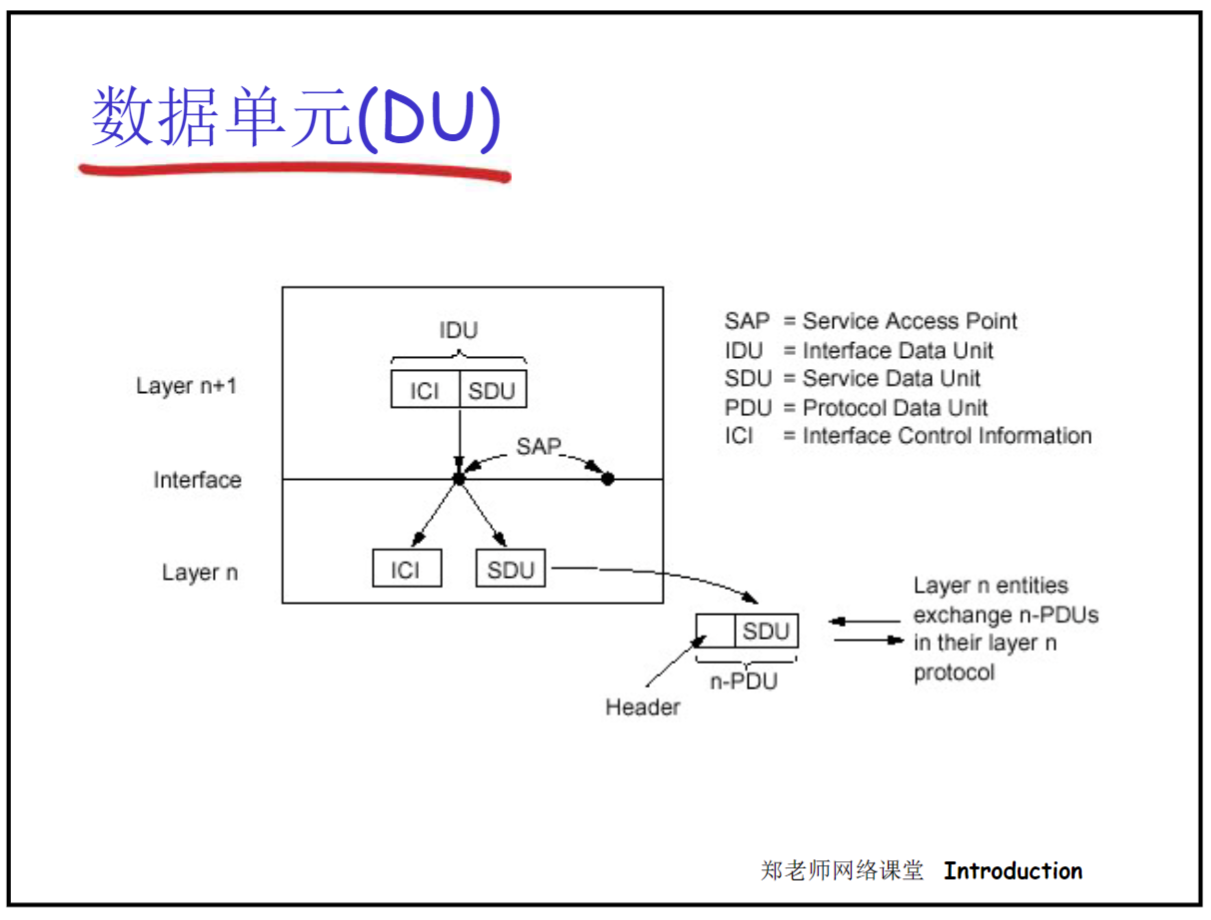 数据单元(DU)
IDU
ICI SDU
Layer n+1
SAP
Interface
ICI SDU
Layer n
SAP = Service Access Point
IDU = Interface Data Unit
SDU = Service Data Unit
PDU = Protocol Data Unit
ICI = Interface Control Information
SDU
n-PDU
Header
Layer n entities
exchange n-PDUs
in their layer n
protocol
郑老师网络课堂 Introduction